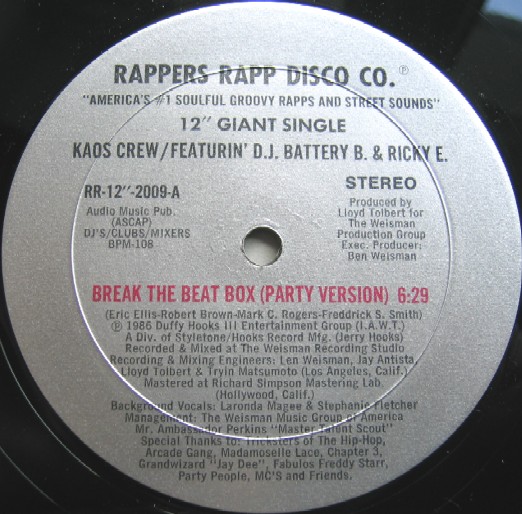 RAPPERS RAPP DISCO CO.℗
"AMERICA'S #1 SOULFUL GROOVY RAPPS AND STREET SOUNDS"
12" GIANT SINGLE
KAOS CREW/FEATURIN' D.J. BATTERY B. & RICKY E.
RR-12"-2009-A
Audio Music Pub.
(ASCAP)
DJ'S/CLUBS/MIXERS
BPM-108
STEREO
Produced by
Lloyd Tolbert for
The Weisman
Production Group
Exec. Producer:
Ben Weisman
BREAK THE BEAT BOX (PARTY VERSION) 6:29
(Eric Ellis-Robert Brown-Mark C. Rogers-Freddrick S. Smith)
℗ 1986 Duffy Hooks III Entertainment Group (I.A.W.T.)
A Div. of Styletone/Hooks Record Mfg. (Jerry Hooks)
Recorded & Mixed at The Weisman Recording Studio
Recording & Mixing Engineers: Len Weisman, Jay Antista,
Lloyd Tolbert & Tryin Matsumoto (Los Angeles, Calif.)
Mastered at Richard Simpson Mastering Lab.
(Hollywood, Calif.)
Background Vocals: Laronda Magee & Stephanie Fletcher
Management: The Weisman Music Group of America
Mr. Ambassador Perkins "Master Talent Scout"
Special Thanks to: Tricksters of The Hip-Hop,
Arcade Gang, Madamoselle Lace, Chapter 3,
Grandwizard "Jay Dee", Fabulos Freddy Starr,
Party People, MC'S and Friends.